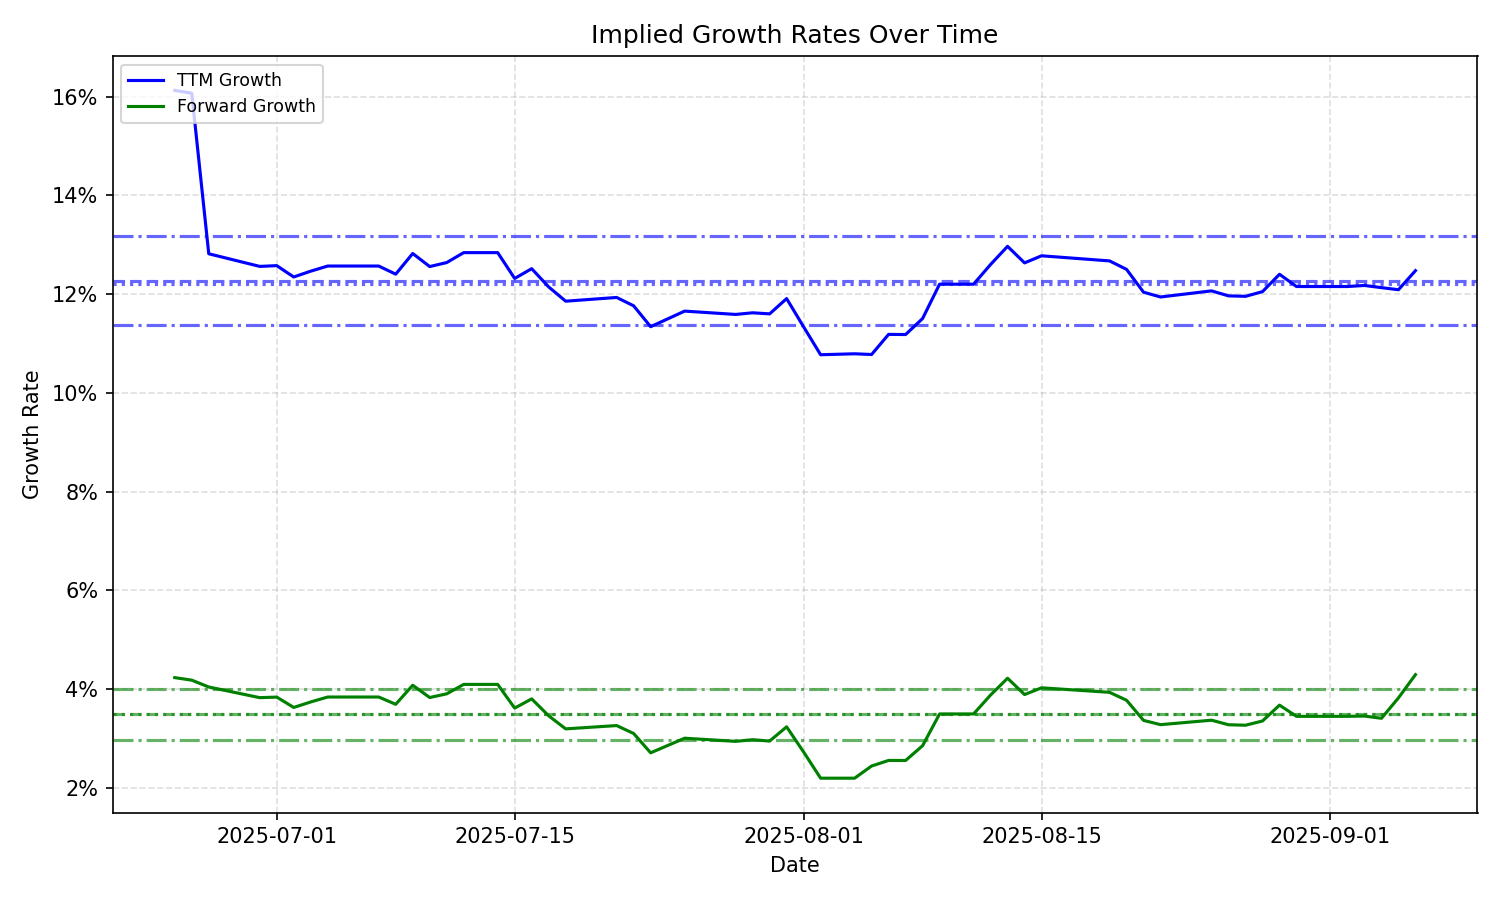 Implied Growth Rates Over Time
TTM Growth
Forward Growth
16%
14%
12%
10%
8%
6%
4%
2%
Growth Rate
2025-07-01
2025-07-15
2025-08-01
2025-08-15
2025-09-01
Date